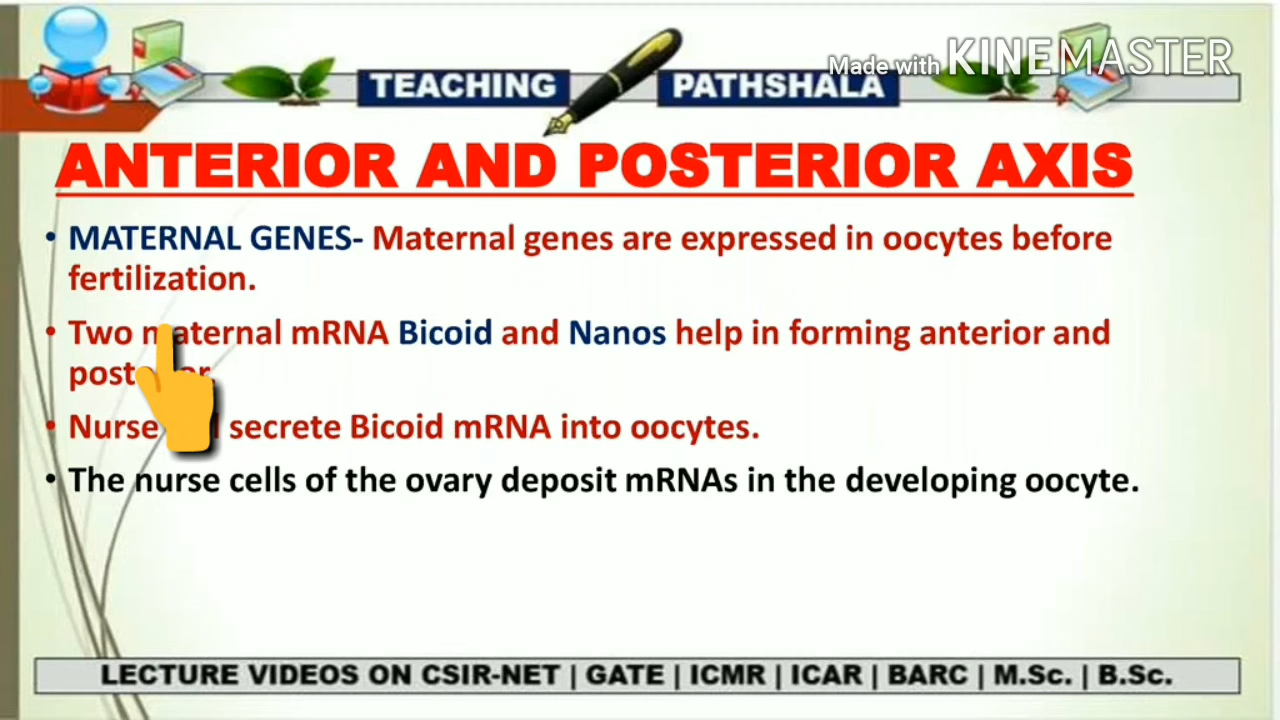 Made with KINEMASTER
TEACHING PATHSHALA
ANTERIOR AND POSTERIOR AXIS
• MATERNAL GENES- Maternal genes are expressed in oocytes before
fertilization.
• Two maternal mRNA Bicoid and Nanos help in forming anterior and
posterior.
• Nurse secrete Bicoid mRNA into oocytes.
• The nurse cells of the ovary deposit mRNAs in the developing oocyte.
LECTURE VIDEOS ON CSIR-NET | GATE | ICMR | ICAR | BARC | M.Sc. | B.Sc.